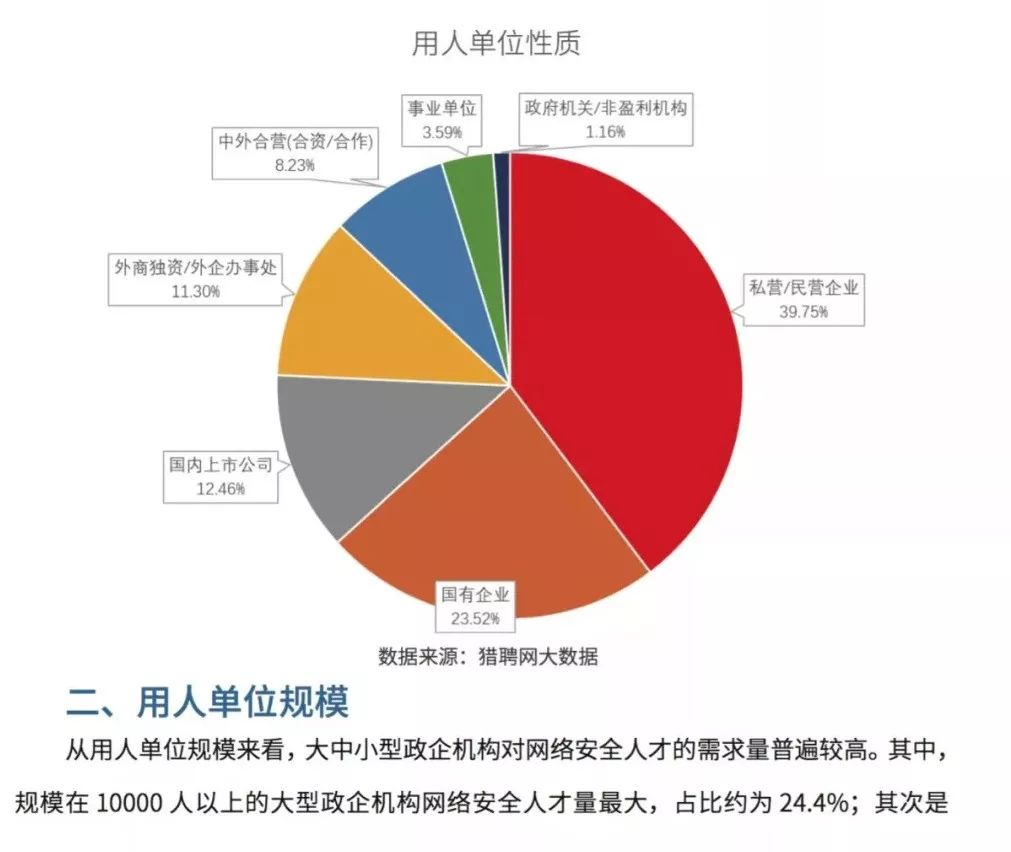 用人单位性质
事业单位
3.59%
政府机关/非盈利机构
1.16%
中外合营(合资/合作)
8.23%
外商独资/外企办事处
11.30%
私营/民营企业
39.75%
国内上市公司
12.46%
国有企业
23.52%
数据来源：猎聘网大数据
二、用人单位规模
从用人单位规模来看，大中小型政企机构对网络安全人才的需求量普遍较高。其中，
规模在 10000 人以上的大型政企机构网络安全人才量最大，占比约为 24.4%；其次是